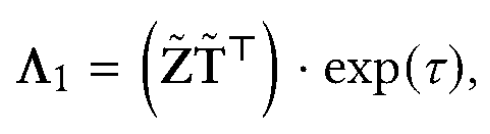 Λ₁ = (Z̃T̃^⊤) · exp(τ),